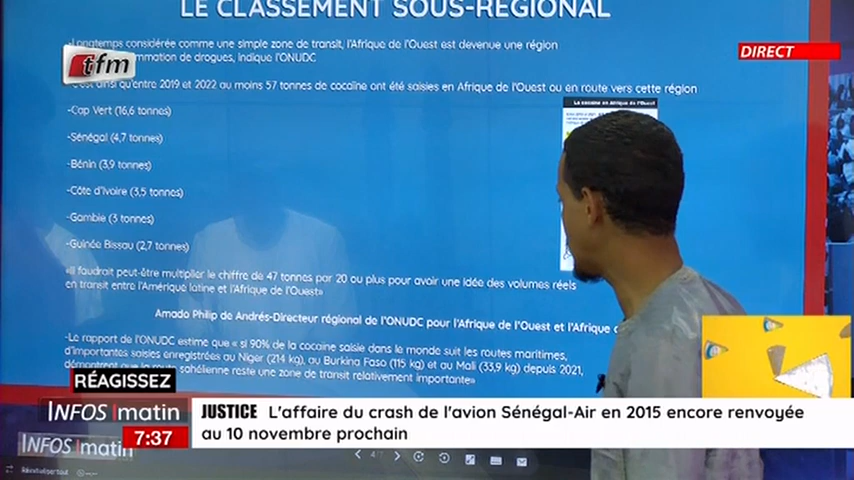 LE CLASSEMENT SOUS-RÉGIONAL
-Longtemps considérée comme une simple zone de transit, l'Afrique de l'Ouest est devenue une région
mmation de drogues, indique l'ONUDC
tfm
DIRECT
ainsi qu'entre 2019 et 2022 au moins 57 tonnes de cocaïne ont été saisies en Afrique de l'Ouest ou en route vers cette région
La cocaïne en Afrique de l'Ouest
-Cap Vert (16,6 tonnes)
-Sénégal (4,7 tonnes)
-Bénin (3,9 tonnes)
-Côte d'Ivoire (3,5 tonnes)
-Gambie (3 tonnes)
-Guinée Bissau (2,7 tonnes)
«Il faudrait peut-être multiplier le chiffre de 47 tonnes par 20 ou plus pour avoir une idée des volumes réels
en transit entre l'Amérique latine et l'Afrique de l'Ouest»
Amado Philip de Andrés-Directeur régional de l'ONUDC pour l'Afrique de l'Ouest et l'Afrique
-Le rapport de l'ONUDC estime que « si 90% de la cocaïne saisie dans le monde suit les routes maritimes,
d'importantes saisies enregistrées au Niger (214 kg), au Burkina Faso (115 kg) et au Mali (33,9 kg) depuis 2021,
démontrent que la route sahélienne reste une zone de transit relativement importante»
RÉAGISSEZ
INFOS matin
7:37
JUSTICE L'affaire du crash de l'avion Sénégal-Air en 2015 encore renvoyée
au 10 novembre prochain
INFOS matin